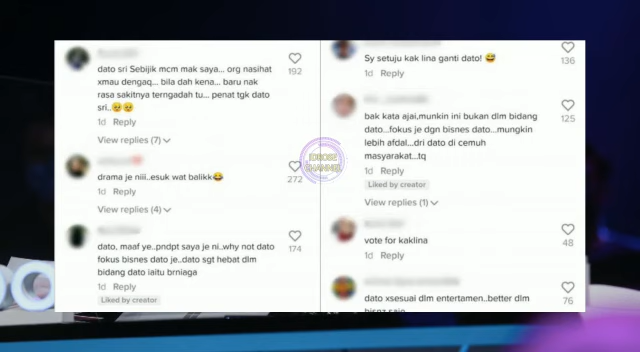 dato sri Sebijik mcm mak saya... org nasihat
xmau dengaq... bila dah kena... baru nak
rasa sakitnya terngadah tu... penat tgk dato
sri..🥺🥺
192
1d Reply
View replies (7)
drama je niii..esuk wat balikk😂
272
1d Reply
View replies (4)
dato, maaf ye..pndpt saya je ni..why not dato
fokus bisnes dato je..dato sgt hebat dlm
bidang dato iaitu brniaga
174
1d Reply
Liked by creator
Sy setuju kak lina ganti dato! 😅
136
1d Reply
bak kata ajai,munkin ini bukan dlm bidang
dato...fokus je dgn bisnes dato...mungkin
lebih afdal...dri dato di cemuh
masyarakat...tq
125
1d Reply
Liked by creator
View replies (1)
vote for kaklina
48
1d Reply
dato xsesuai dlm entertamen..better dlm
76
IDROSE
CHANNEL